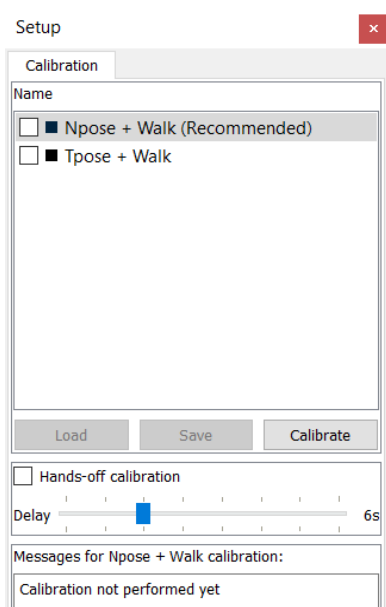 Setup
Calibration
Name
Npose + Walk (Recommended)
Tpose + Walk
Load Save Calibrate
Hands-off calibration
Delay 6s
Messages for Npose + Walk calibration:
Calibration not performed yet